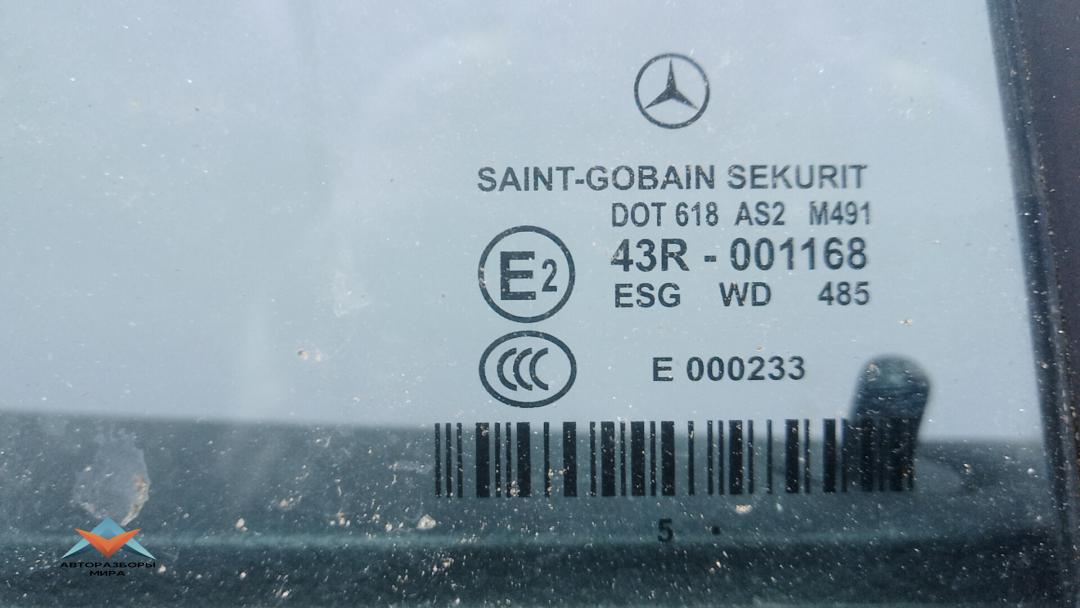 SAINT-GOBAIN SEKURIT
DOT 618 AS2 M491
E2 43R - 001168
ESG WD 485
CCC E 000233
5 .
АВТОРАЗБОРЫ
МИРА